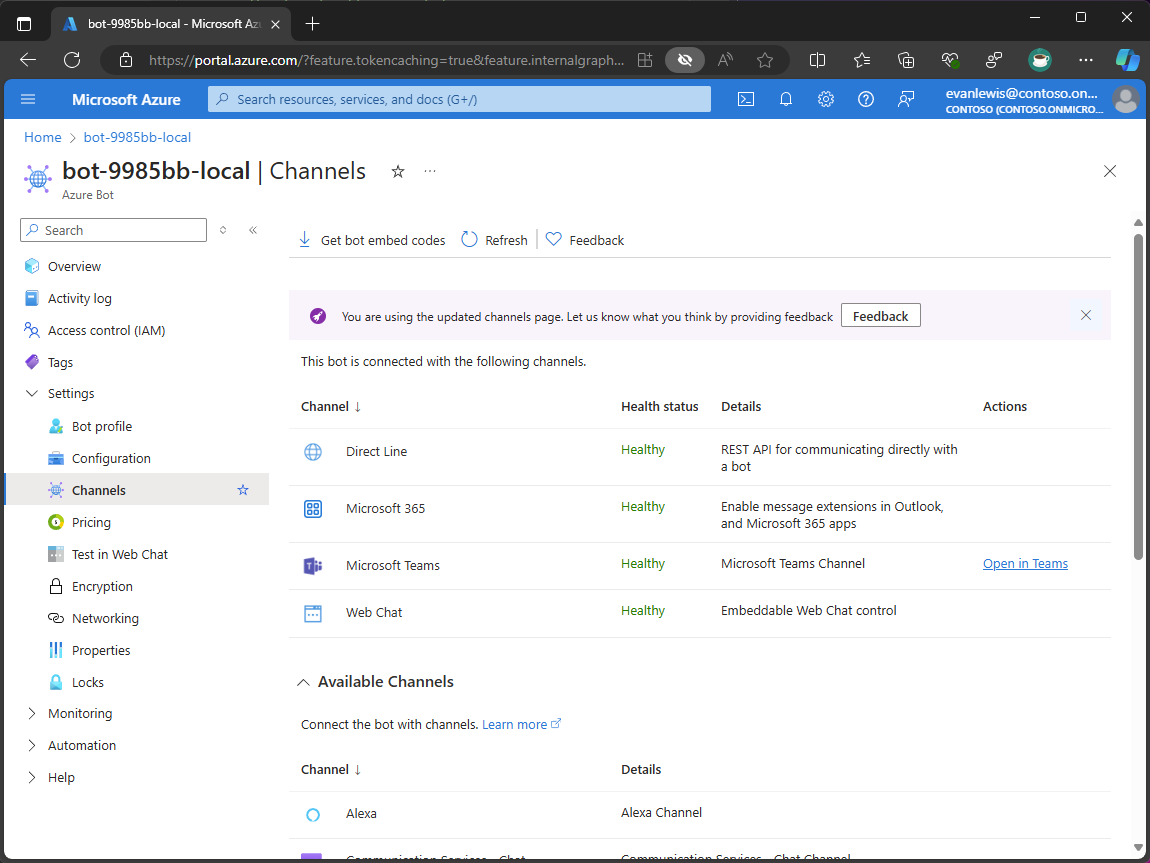 bot-9985bb-local - Microsoft Az
https://portal.azure.com/?feature.tokencaching=true&feature.internalgraph...
Microsoft Azure
Search resources, services, and docs (G+/)
evanlewis@contoso.on...
CONTOSO (CONTOSO.ONMICRO...
Home > bot-9985bb-local
bot-9985bb-local | Channels
Azure Bot
Search
Overview
Activity log
Access control (IAM)
Tags
Settings
Bot profile
Configuration
Channels
Pricing
Test in Web Chat
Encryption
Networking
Properties
Locks
Monitoring
Automation
Help
Get bot embed codes
Refresh
Feedback
You are using the updated channels page. Let us know what you think by providing feedback
Feedback
This bot is connected with the following channels.
Channel ↓ Health status Details Actions
Direct Line Healthy REST API for communicating directly with
a bot
Microsoft 365 Healthy Enable message extensions in Outlook,
and Microsoft 365 apps
Microsoft Teams Healthy Microsoft Teams Channel Open in Teams
Web Chat Healthy Embeddable Web Chat control
Available Channels
Connect the bot with channels. Learn more
Channel ↓ Details
Alexa Alexa Channel
Communication Services - Chat Communication Services - Chat Channel